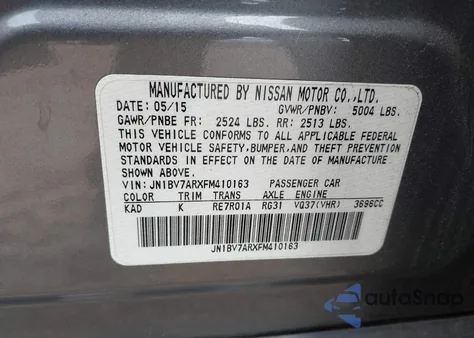 MANUFACTURED BY NISSAN MOTOR CO.,LTD.
DATE: 05/15 GVWR/PNBV: 5004 LBS.
GAWR/PNBE FR: 2524 LBS. RR: 2513 LBS.
THIS VEHICLE CONFORMS TO ALL APPLICABLE FEDERAL
MOTOR VEHICLE SAFETY,BUMPER,AND THEFT PREVENTION
STANDARDS IN EFFECT ON THE DATE OF MANUFACTURE
SHOWN ABOVE.
VIN: JN1BV7ARXFM410163 PASSENGER CAR
COLOR TRIM TRANS AXLE ENGINE
KAD K RE7R01A RG31 VQ37(VHR) 3696CC
JN1BV7ARXFM410163
autoSnap